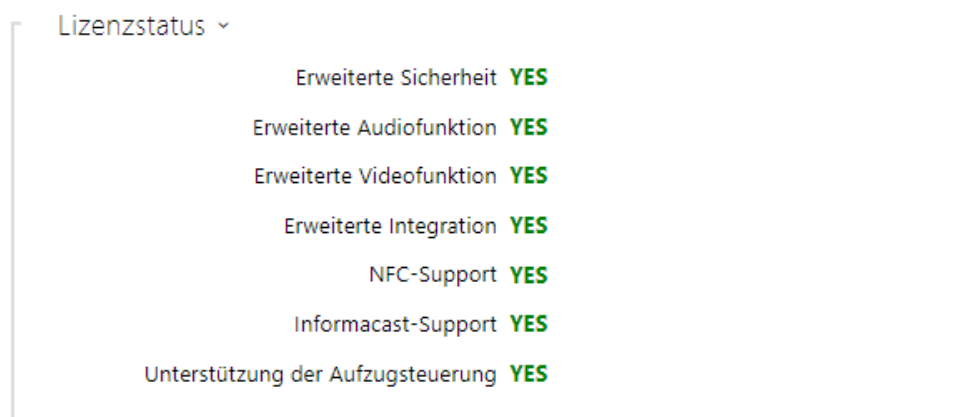 Lizenzstatus
Erweiterte Sicherheit YES
Erweiterte Audiofunktion YES
Erweiterte Videofunktion YES
Erweiterte Integration YES
NFC-Support YES
Informacast-Support YES
Unterstützung der Aufzugsteuerung YES